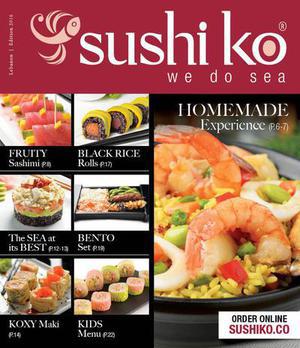 Lebanon | Edition 2016
sushi ko®
we do sea
HOMEMADE
Experience (P.6-7)
FRUITY
Sashimi (P.8)
BLACK RICE
Rolls (P.17)
The SEA at
its BEST (P.12-13)
BENTO
Set (P.19)
KOXY Maki
(P.14)
KIDS
Menu (P.22)
ORDER ONLINE
SUSHIKO.CO